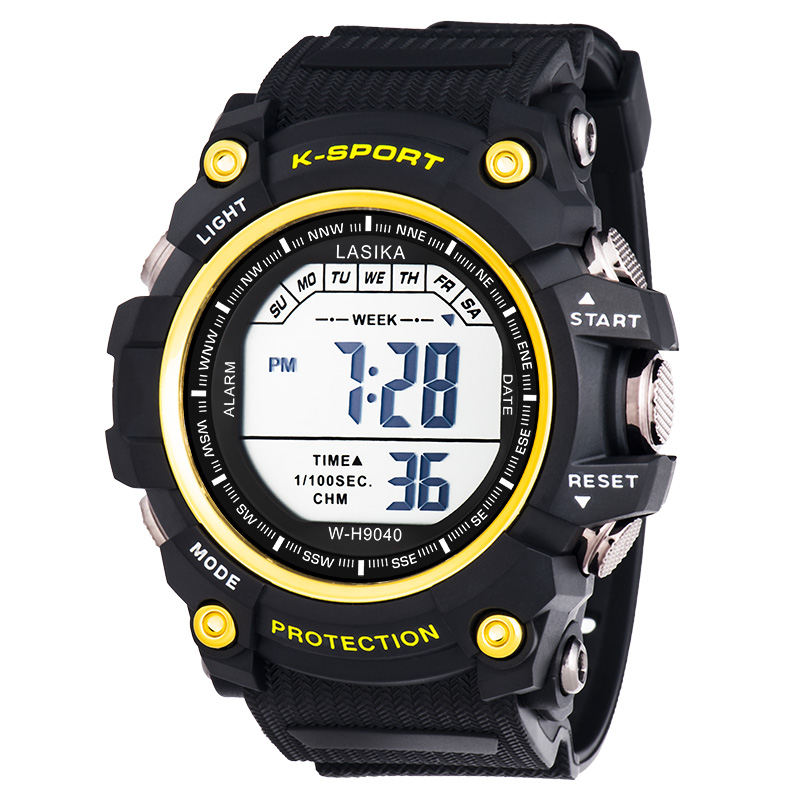 K-SPORT
LIGHT
NNW NNE
LASIKA
NW NE
SU MO TU WE TH FR SA
WEEK
START
WNW ENE
PM 7:28
ALARM
DATE
WSW ESE
TIME▲ 36
1/100SEC.
CHM
RESET
SW SE
W-H9040
SSW SSE
MODE
PROTECTION